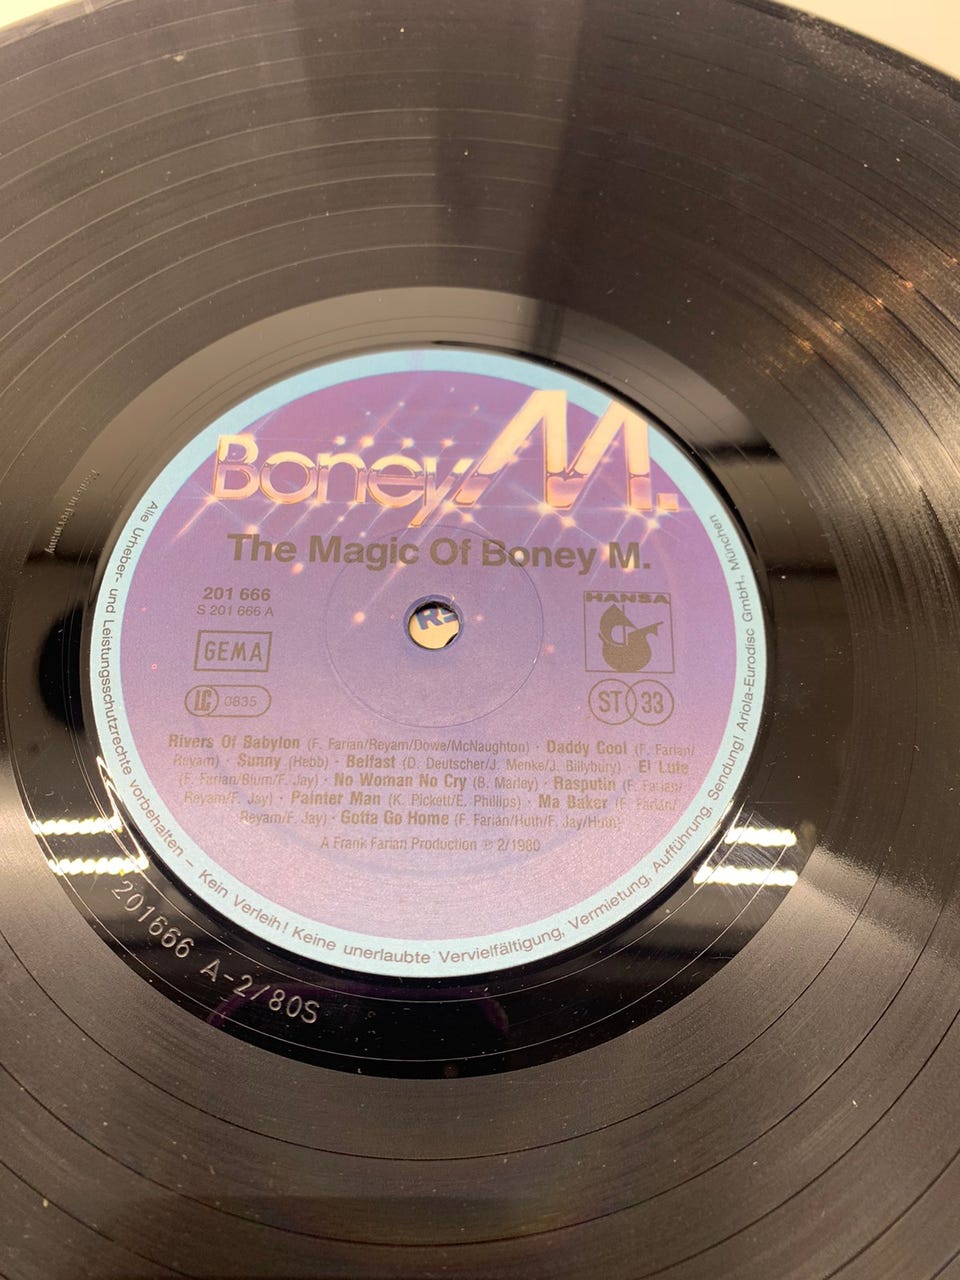 Boney M.
The Magic Of Boney M.
201 666
S 201 666 A
GEMA
LC 0835
HANSA
ST 33
Rivers Of Babylon (F. Farian/Reyam/Dowe/McNaughton) · Daddy Cool (F. Farian/
Reyam) · Sunny (Hebb) · Belfast (D. Deutscher/J. Menke/J. Billybury) · El Lute
(F. Farian/Blum/F. Jay) · No Woman No Cry (B. Marley) · Rasputin (F. Farian/
Reyam/F. Jay) · Painter Man (K. Pickett/E. Phillips) · Ma Baker (F. Farian/
Reyam/F. Jay) · Gotta Go Home (F. Farian/Huth/F. Jay/Huth)
A Frank Farian Production ℗ 2/1980
Alle Urheber- und Leistungsschutzrechte vorbehalten – Kein Verleih! Keine unerlaubte Vervielfältigung, Vermietung, Aufführung, Sendung! Ariola-Eurodisc GmbH., München
201666 A-2/80S